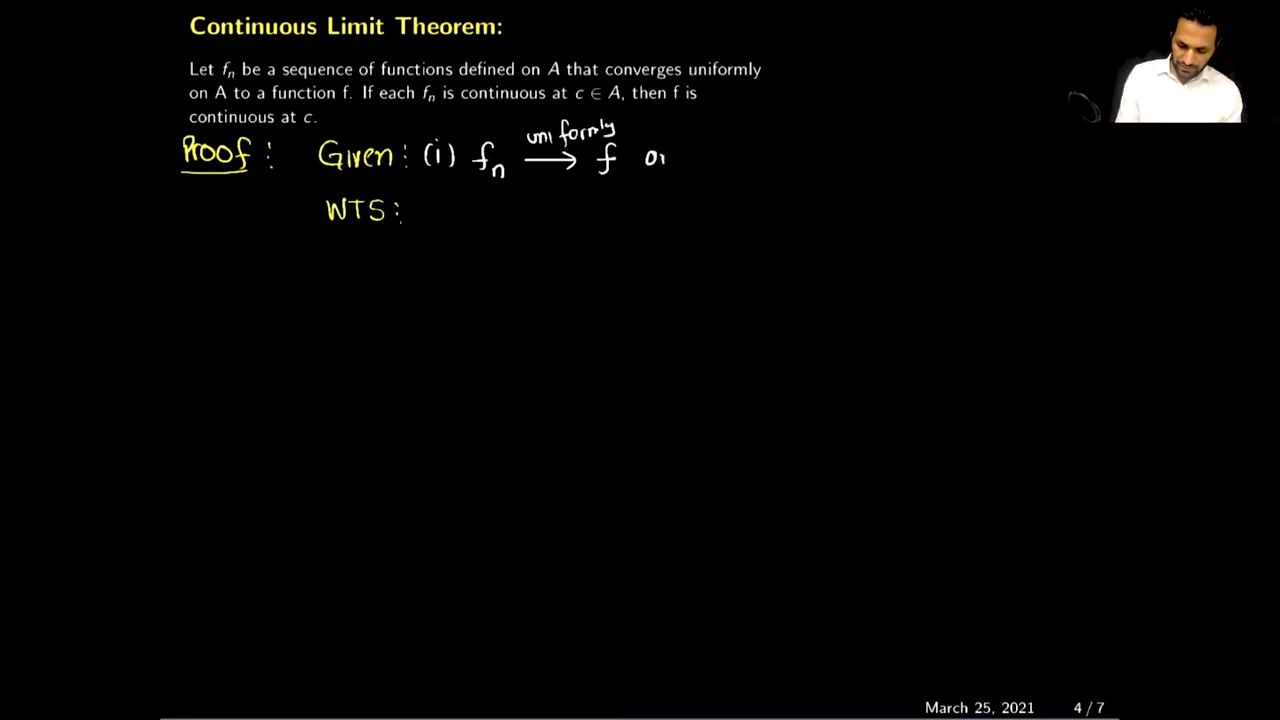 Continuous Limit Theorem:
Let fn be a sequence of functions defined on A that converges uniformly
on A to a function f. If each fn is continuous at c ∈ A, then f is
continuous at c.
Proof : Given : (i) fn uniformly → f on
WTS :
March 25, 2021 4 / 7